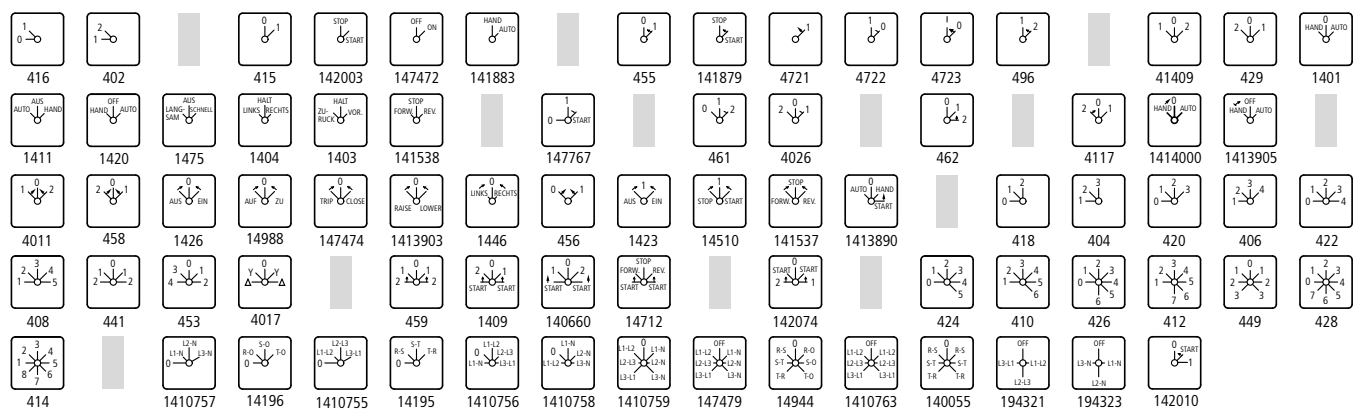 1 0
2 1
0 1
STOP START
OFF ON
HAND AUTO
0 1
STOP START
1
1 0
I 0
1 2
0 1 2
0 2 1
0 HAND AUTO
416 402 415 142003 147472 141883 455 141879 4721 4722 4723 496 41409 429 1401
AUS AUTO HAND
OFF HAND AUTO
AUS LANG- SAM SCHNELL
HALT LINKS RECHTS
HALT ZU- RUCK VOR.
STOP FORW. REV.
1 0 START
0 1 2
0 2 1
0 1 2
0 2 1
0 HAND AUTO
OFF HAND AUTO
1411 1420 1475 1404 1403 141538 147767 461 4026 462 4117 1414000 1413905
0 1 2
0 2 1
0 AUS EIN
0 AUF ZU
0 TRIP CLOSE
0 RAISE LOWER
0 LINKS RECHTS
0 1
1 AUS EIN
1 STOP START
STOP FORW. REV.
0 AUTO HAND START
2 1
3 2 1
1 2 0 3
3 2 4 1
2 1 3 0 4
4011 458 1426 14988 147474 1413903 1446 456 1423 14510 141537 1413890 418 404 420 406 422
3 2 4 1 5
0 1 1 2 2
0 3 1 4 2
0 Y Y Δ Δ
0 1 1 2 2
0 2 1 START START
1 0 2 START START
STOP FORW. REV. START START
0 START START 2 1
2 1 3 0 4 5
3 2 4 1 5 6
2 1 3 0 4 5 6
3 2 4 1 5 6 7
0 1 1 2 2 3 3
2 1 3 0 4 7 5 6
408 441 453 4017 459 1409 140660 14712 142074 424 410 426 412 449 428
3 2 4 1 5 8 6 7
L2-N L1-N L3-N 0
S-O R-O T-O 0
L2-L3 L1-L2 L3-L1 0
S-T R-S T-R 0
0 L1-L2 L2-L3 L1-N L3-L1
L1-N 0 L2-N L1-L2 L3-N
OFF L1-L2 L1-N L2-L3 L2-N L3-L1 L3-N
OFF L1-L2 L1-N L2-L3 L2-N L3-L1 L3-N
0 R-S R-O S-T S-O T-R T-O
OFF L1-L2 L1-L2 L2-L3 L2-L3 L3-L1 L3-L1
0 R-S R-S S-T S-T T-R T-R
OFF L3-L1 L1-L2 L2-L3
OFF L3-N L1-N L2-N
0 START 1
414 1410757 14196 1410755 14195 1410756 1410758 1410759 147479 14944 1410763 140055 194321 194323 142010